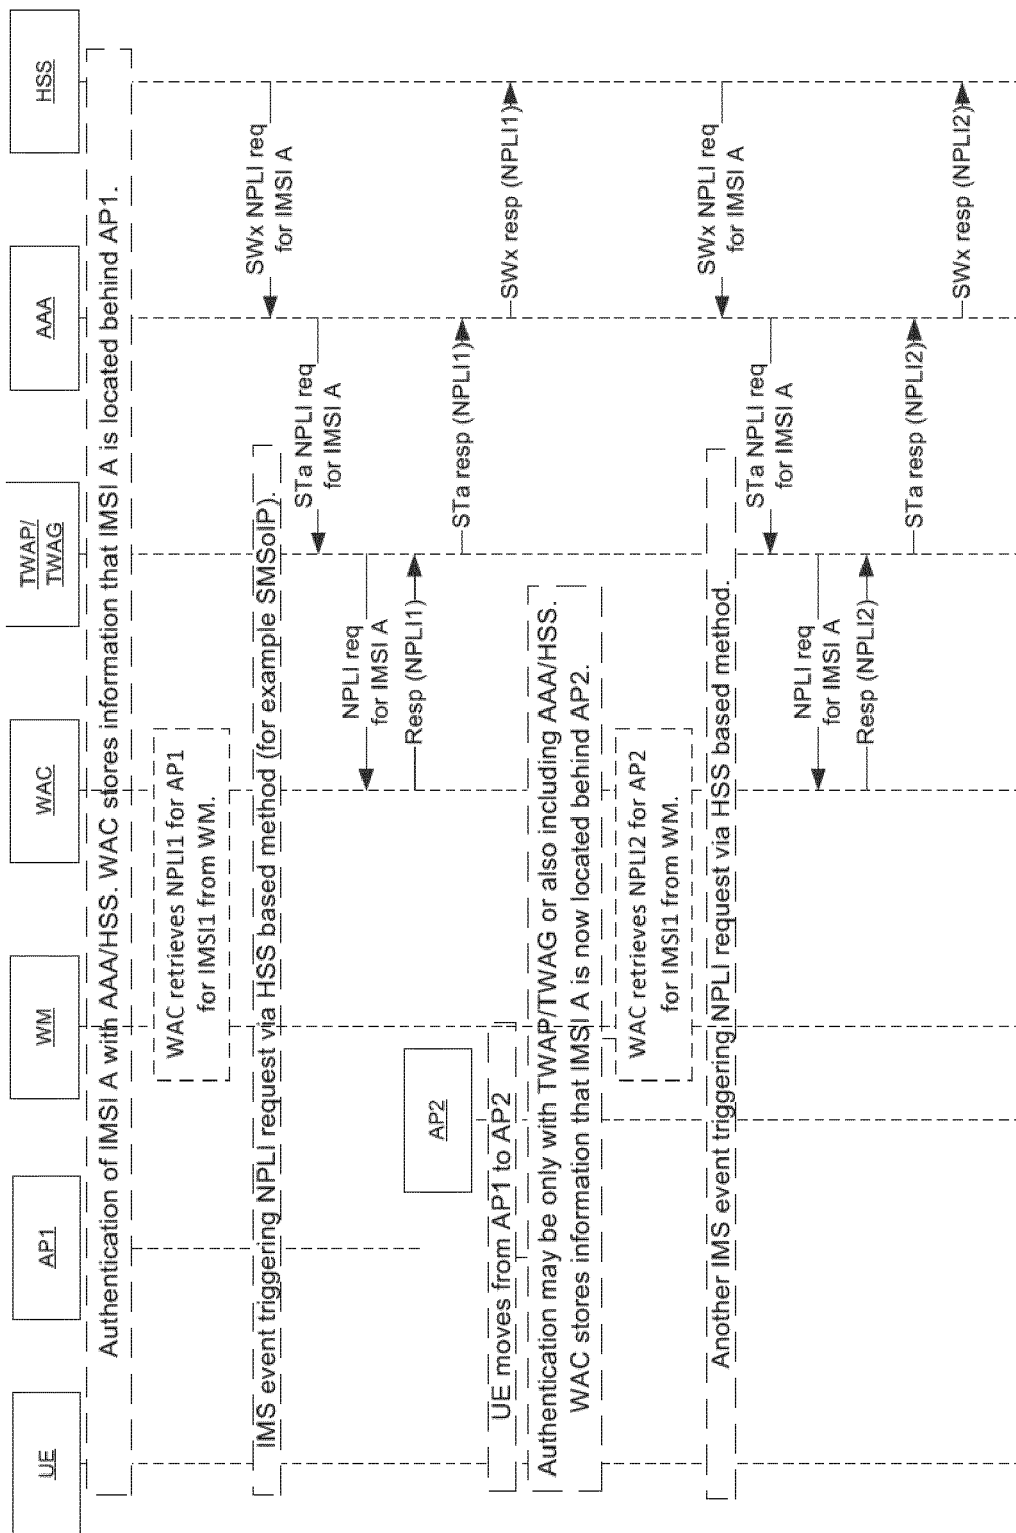 UE
AP1
WM
WAC
TWAP/
TWAG
AAA
HSS
Authentication of IMSI A with AAA/HSS. WAC stores information that IMSI A is located behind AP1.
WAC retrieves NPLI1 for AP1
for IMSI1 from WM.
IMS event triggering NPLI request via HSS based method (for example SMSoIP).
SWx NPLI req
for IMSI A
STa NPLI req
for IMSI A
NPLI req
for IMSI A
Resp (NPLI1)
STa resp (NPLI1)
SWx resp (NPLI1)
AP2
UE moves from AP1 to AP2
Authentication may be only with TWAP/TWAG or also including AAA/HSS.
WAC stores information that IMSI A is now located behind AP2.
WAC retrieves NPLI2 for AP2
for IMSI1 from WM.
Another IMS event triggering NPLI request via HSS based method.
SWx NPLI req
for IMSI A
STa NPLI req
for IMSI A
NPLI req
for IMSI A
Resp (NPLI2)
STa resp (NPLI2)
SWx resp (NPLI2)